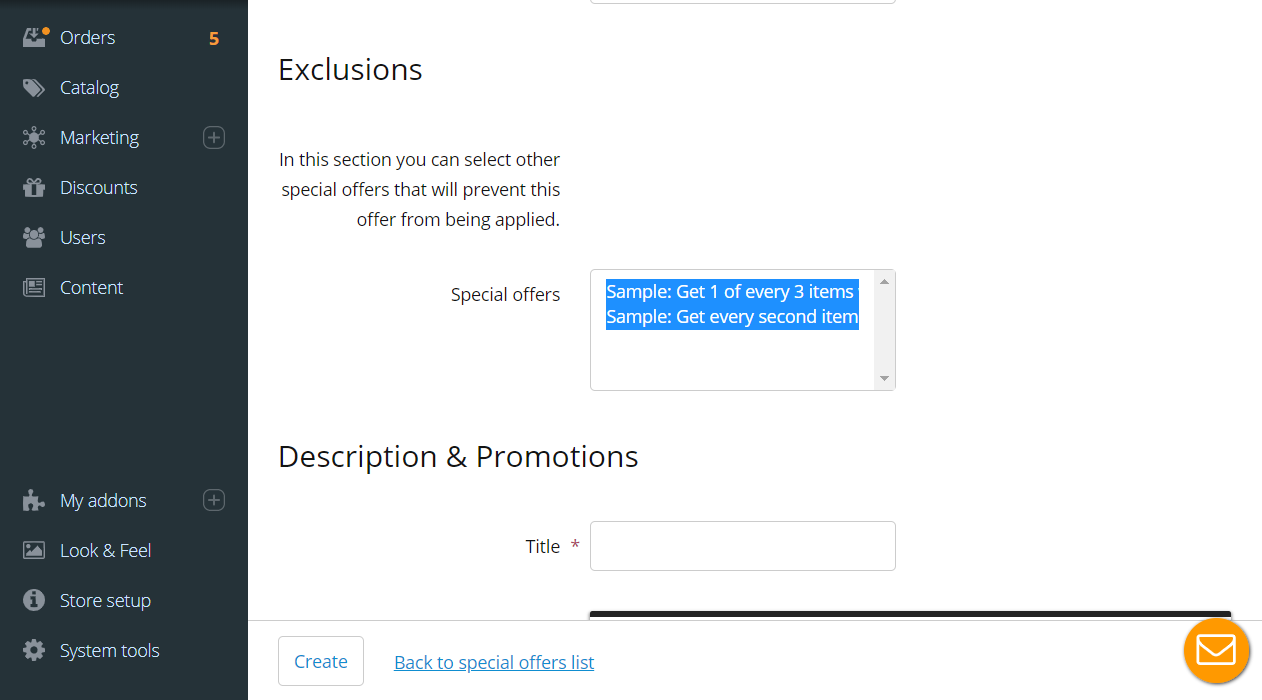 Orders 5
Catalog
Marketing
Discounts
Users
Content
My addons
Look & Feel
Store setup
System tools
Exclusions
In this section you can select other
special offers that will prevent this
offer from being applied.
Special offers
Sample: Get 1 of every 3 items
Sample: Get every second item
Description & Promotions
Title *
Create Back to special offers list